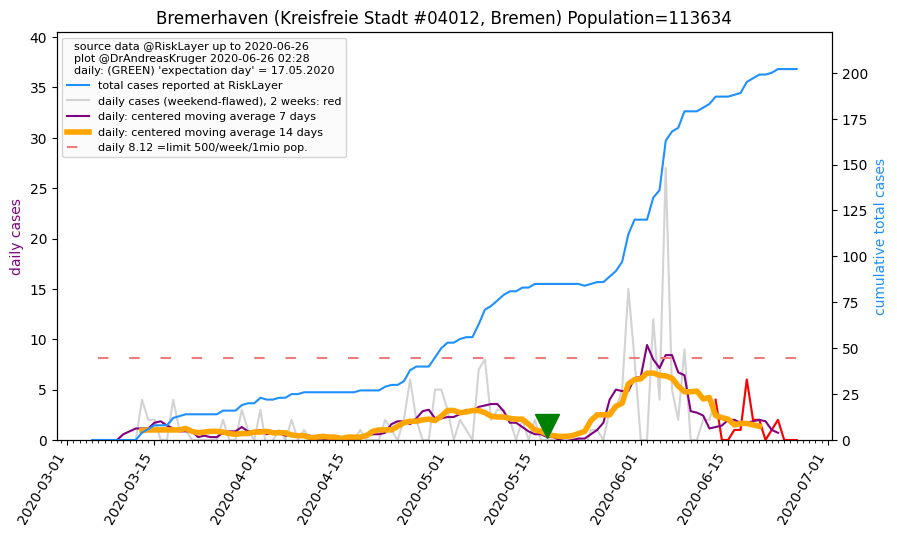 Bremerhaven (Kreisfreie Stadt #04012, Bremen) Population=113634
source data @RiskLayer up to 2020-06-26
plot @DrAndreasKruger 2020-06-26 02:28
daily: (GREEN) 'expectation day' = 17.05.2020
total cases reported at RiskLayer
daily cases (weekend-flawed), 2 weeks: red
daily: centered moving average 7 days
daily: centered moving average 14 days
daily 8.12 =limit 500/week/1mio pop.
daily cases
40
35
30
25
20
15
10
5
0
200
175
150
125
100
75
50
25
0
cumulative total cases
2020-03-01
2020-03-15
2020-04-01
2020-04-15
2020-05-01
2020-05-15
2020-06-01
2020-06-15
2020-07-01